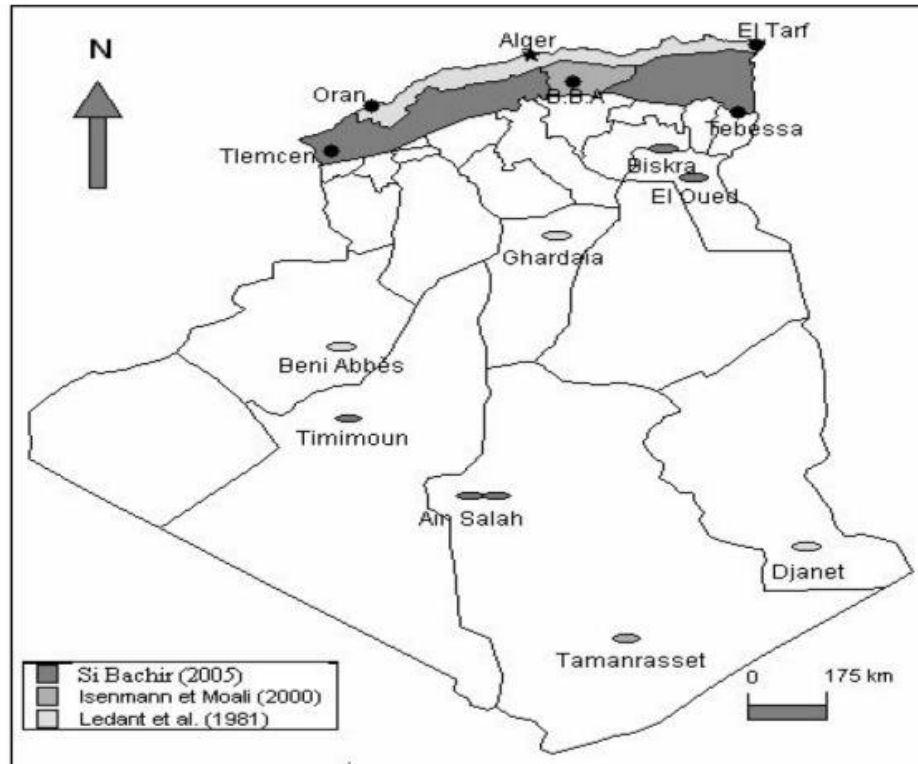 N
El Tarf
Alger
Oran
B.B.A
Tebessa
Tlemcen
Biskra
El Oued
Ghardaia
Beni Abbès
Timimoun
Ain Salah
Djanet
Tamanrasset
0 175 km
Si Bachir (2005)
Isenmann et Moali (2000)
Ledant et al. (1981)